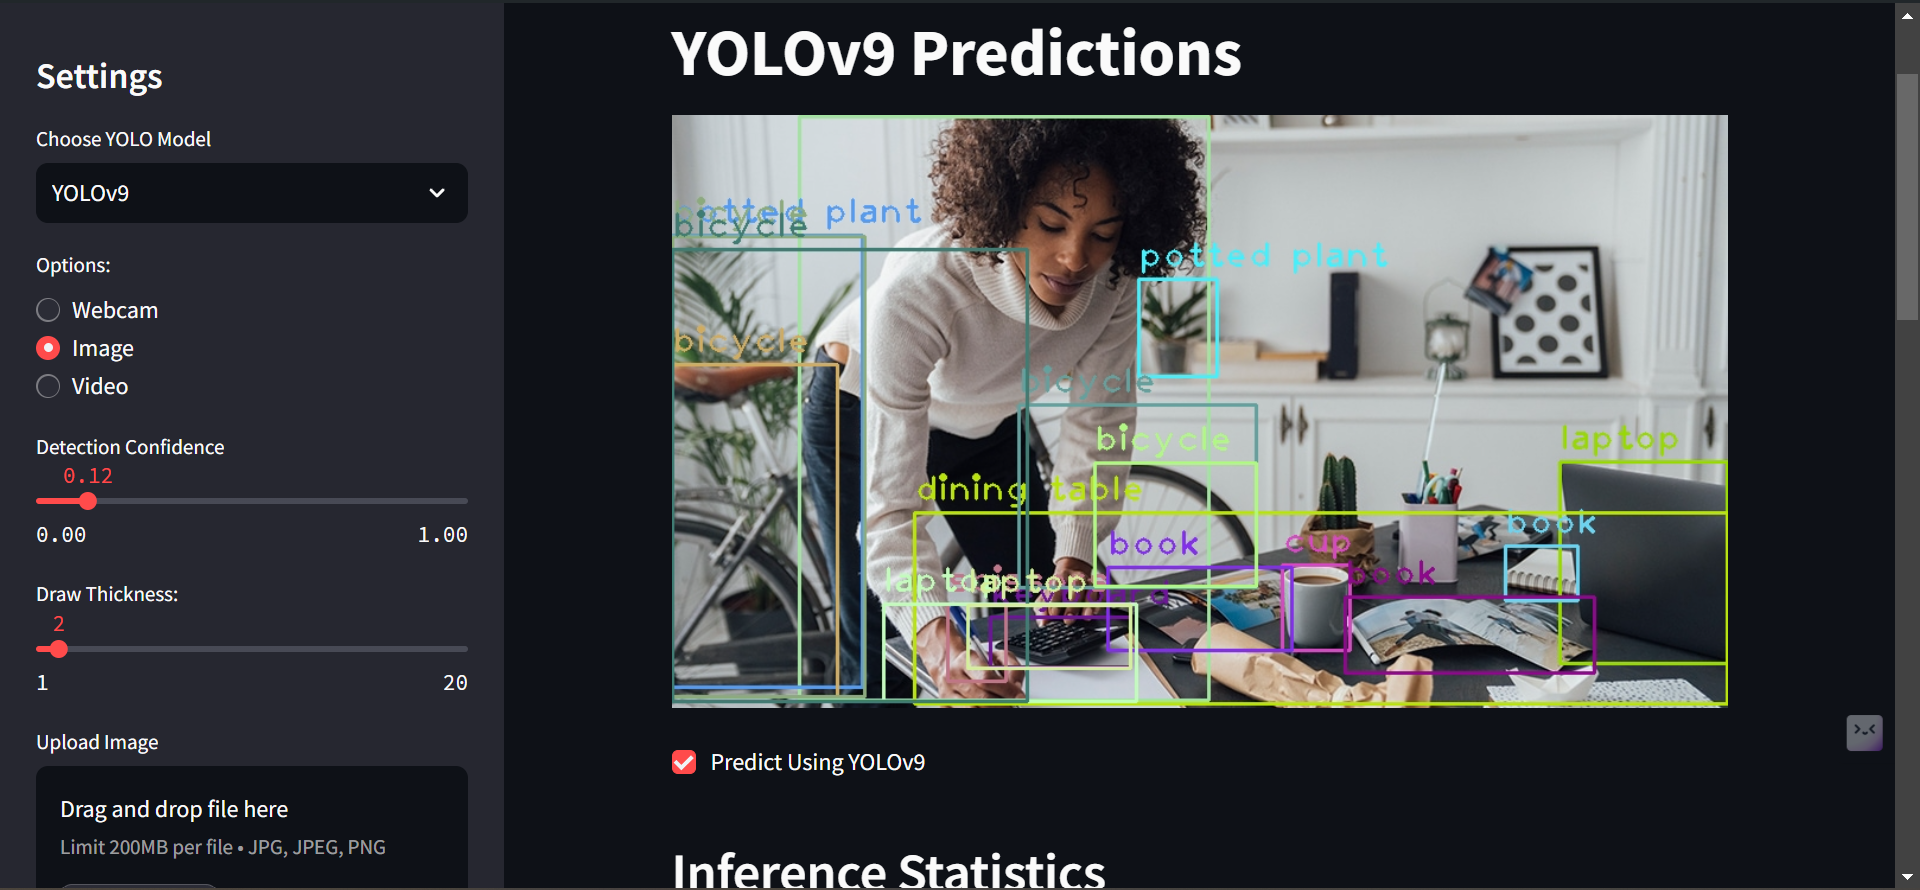 Settings
Choose YOLO Model
YOLOv9
Options:
Webcam
Image
Video
Detection Confidence
0.12
0.00 1.00
Draw Thickness:
2
1 20
Upload Image
Drag and drop file here
Limit 200MB per file • JPG, JPEG, PNG
YOLOv9 Predictions
potted plant
bicycle
bicycle
potted plant
bicycle
bicycle
bicycle
laptop
dining table
book
book
cup
book
laptop
laptop
keyboard
Predict Using YOLOv9
Inference Statistics